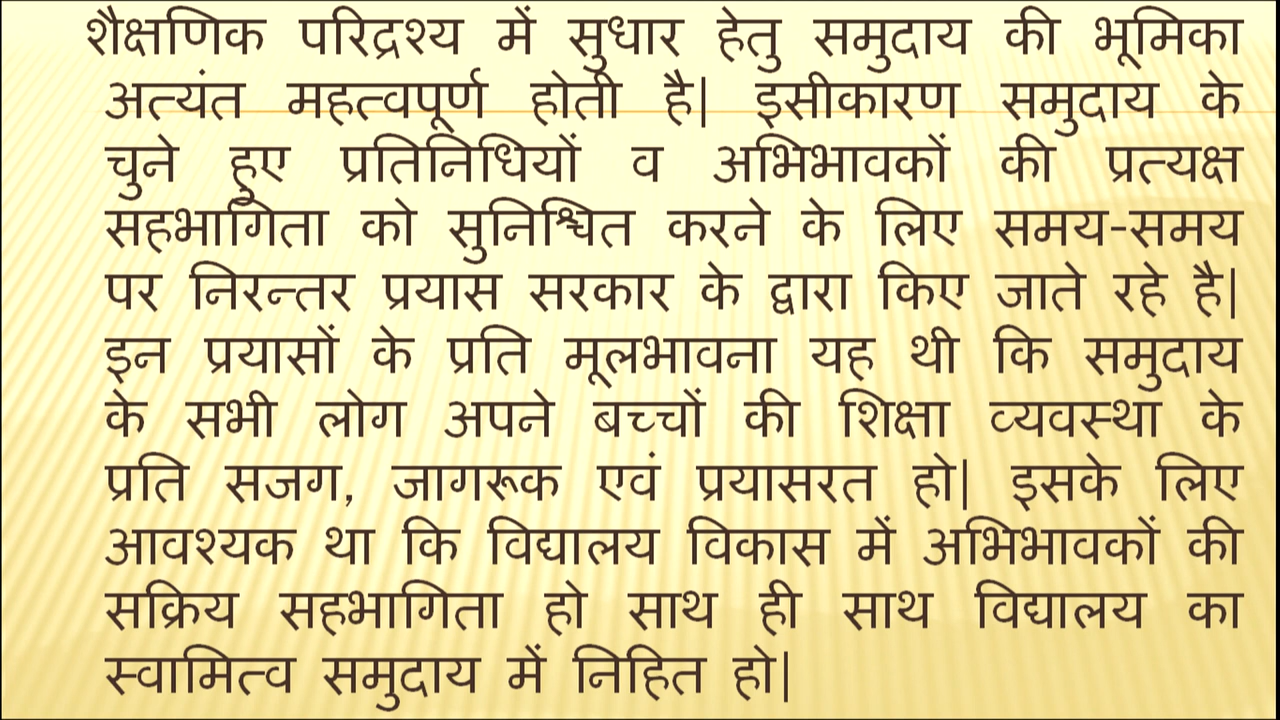 शैक्षणिक परिद्रश्य में सुधार हेतु समुदाय की भूमिका
अत्यंत महत्वपूर्ण होती है| इसीकारण समुदाय के
चुने हुए प्रतिनिधियों व अभिभावकों की प्रत्यक्ष
सहभागिता को सुनिश्चित करने के लिए समय-समय
पर निरन्तर प्रयास सरकार के द्वारा किए जाते रहे है|
इन प्रयासों के प्रति मूलभावना यह थी कि समुदाय
के सभी लोग अपने बच्चों की शिक्षा व्यवस्था के
प्रति सजग, जागरूक एवं प्रयासरत हो| इसके लिए
आवश्यक था कि विद्यालय विकास में अभिभावकों की
सक्रिय सहभागिता हो साथ ही साथ विद्यालय का
स्वामित्व समुदाय में निहित हो|